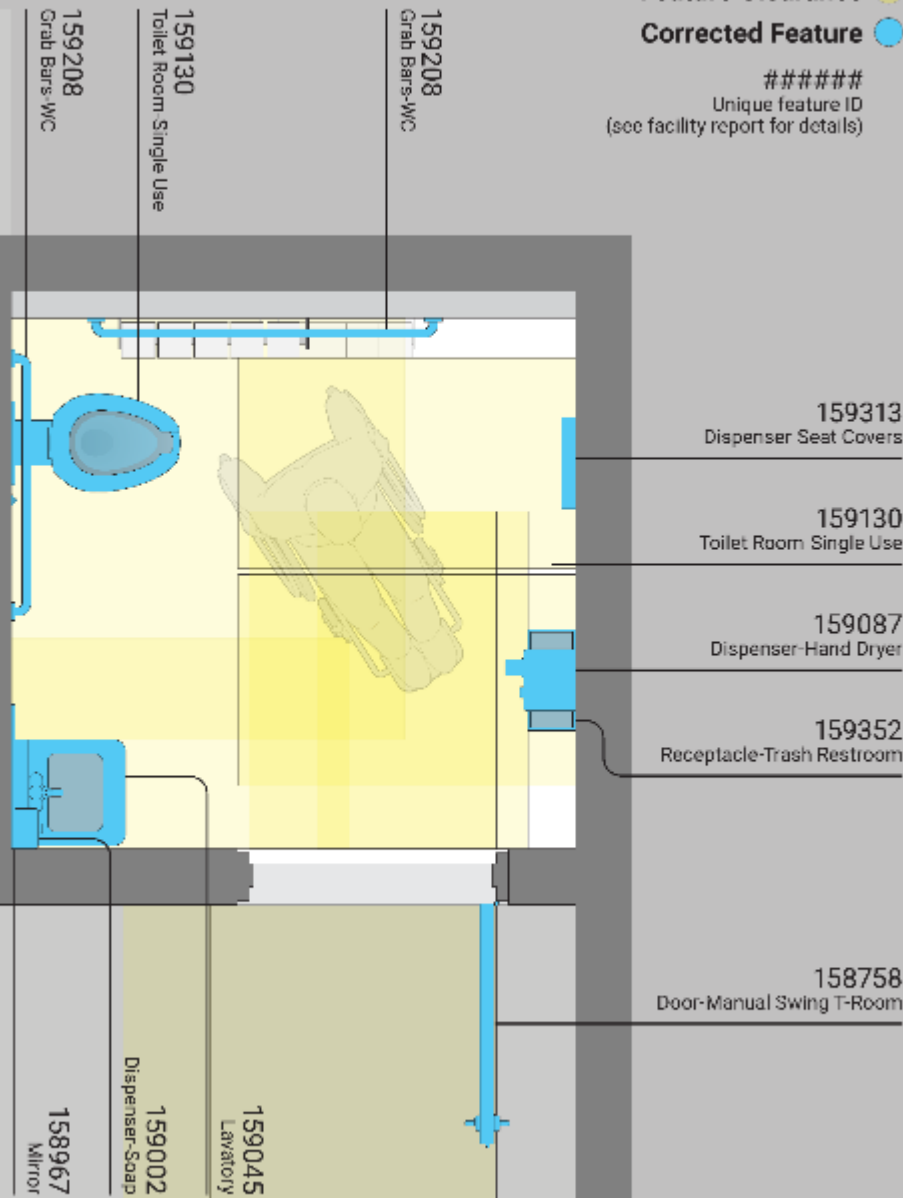 Feature Clearance
Corrected Feature
######
Unique feature ID
(see facility report for details)
159208
Grab Bars-WC
159130
Toilet Room-Single Use
159208
Grab Bars-WC
159313
Dispenser Seat Covers
159130
Toilet Room Single Use
159087
Dispenser-Hand Dryer
159352
Receptacle-Trash Restroom
158758
Door-Manual Swing T-Room
158967
Mirror
159002
Dispenser-Soap
159045
Lavatory